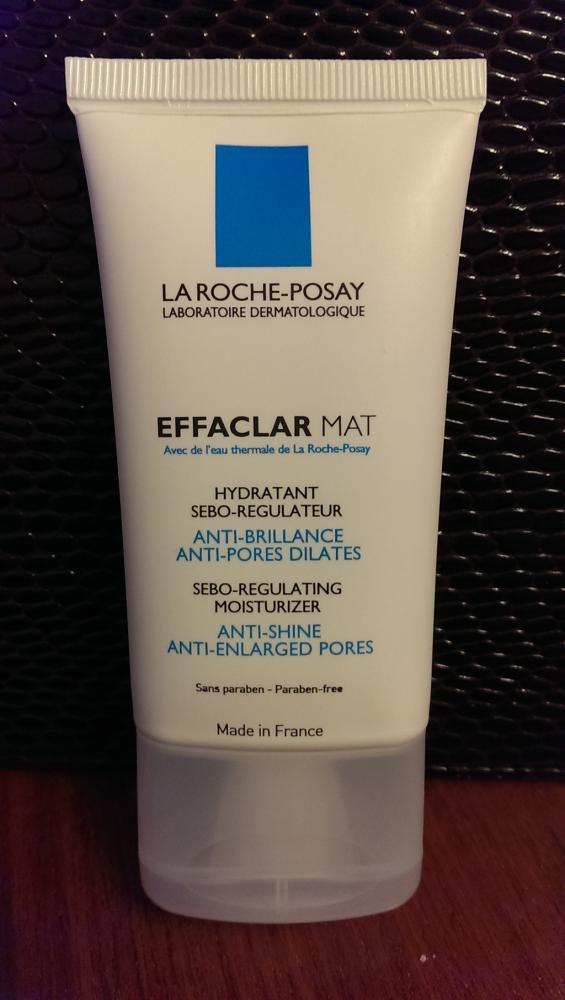 LA ROCHE-POSAY
LABORATOIRE DERMATOLOGIQUE
EFFACLAR MAT
Avec de l'eau thermale de La Roche-Posay
HYDRATANT
SEBO-REGULATEUR
ANTI-BRILLANCE
ANTI-PORES DILATES
SEBO-REGULATING
MOISTURIZER
ANTI-SHINE
ANTI-ENLARGED PORES
Sans paraben - Paraben-free
Made in France